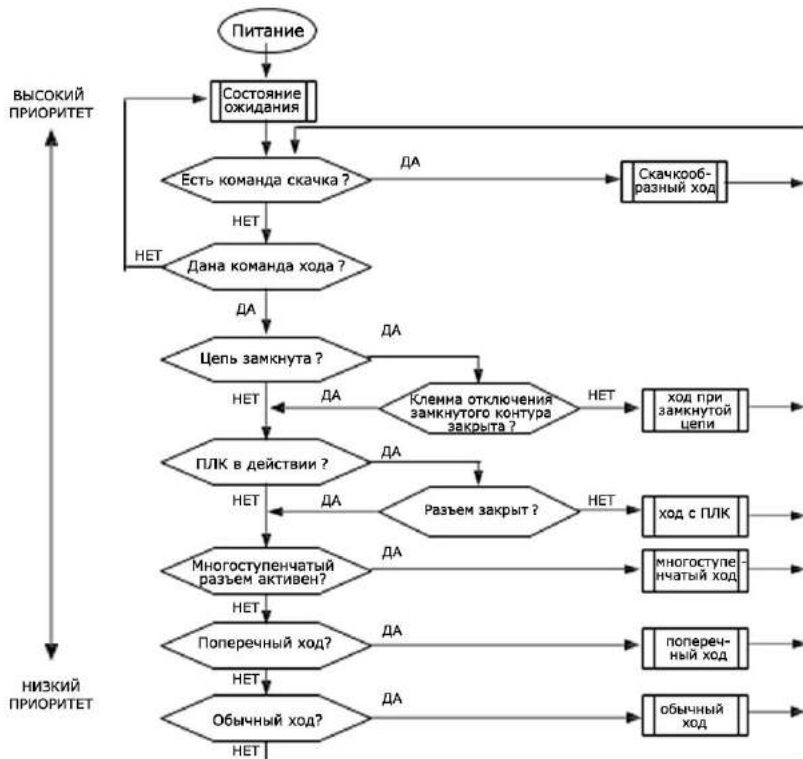 Питание
ВЫСОКИЙ
ПРИОРИТЕТ
Состояние
ожидания
Есть команда скачка ?
ДА
Скачкооб-
разный ход
НЕТ
НЕТ
Дана команда хода ?
ДА
ДА
Цепь замкнута ?
НЕТ
ДА
Клемма отключения
замкнутого контура
закрыта ?
НЕТ
ход при
замкнутой
цепи
ПЛК в действии ?
ДА
НЕТ
ДА
Разъем закрыт ?
НЕТ
ход с ПЛК
Многоступенчатый
разъем активен?
ДА
многоступе-
нчатый ход
НЕТ
Поперечный ход?
ДА
попереч-
ный ход
НЕТ
НИЗКИЙ
ПРИОРИТЕТ
Обычный ход?
ДА
обычный
ход
НЕТ